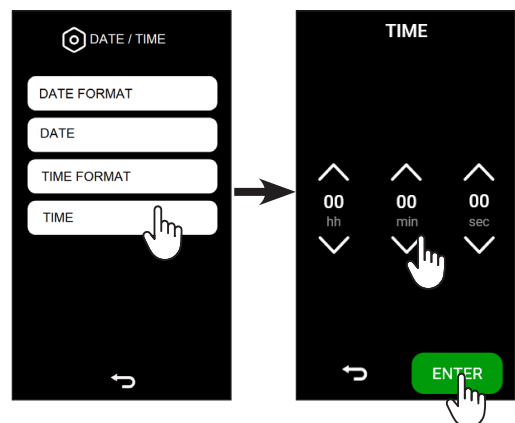 DATE / TIME
DATE FORMAT
DATE
TIME FORMAT
TIME
TIME
00 00 00
hh min sec
ENTER